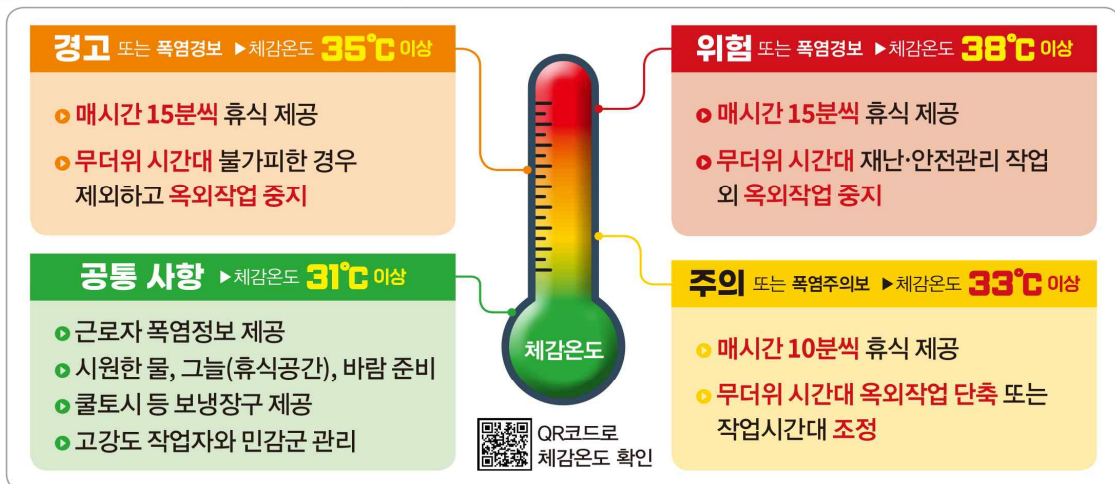 경고 또는 폭염경보 ▶체감온도 35℃ 이상
매시간 15분씩 휴식 제공
무더위 시간대 불가피한 경우
제외하고 옥외작업 중지
위험 또는 폭염경보 ▶체감온도 38℃ 이상
매시간 15분씩 휴식 제공
무더위 시간대 재난·안전관리 작업
외 옥외작업 중지
공통 사항 ▶체감온도 31℃ 이상
근로자 폭염정보 제공
시원한 물, 그늘(휴식공간), 바람 준비
쿨토시 등 보냉장구 제공
고강도 작업자와 민감군 관리
체감온도
QR코드로
체감온도 확인
주의 또는 폭염주의보 ▶체감온도 33℃ 이상
매시간 10분씩 휴식 제공
무더위 시간대 옥외작업 단축 또는
작업시간대 조정